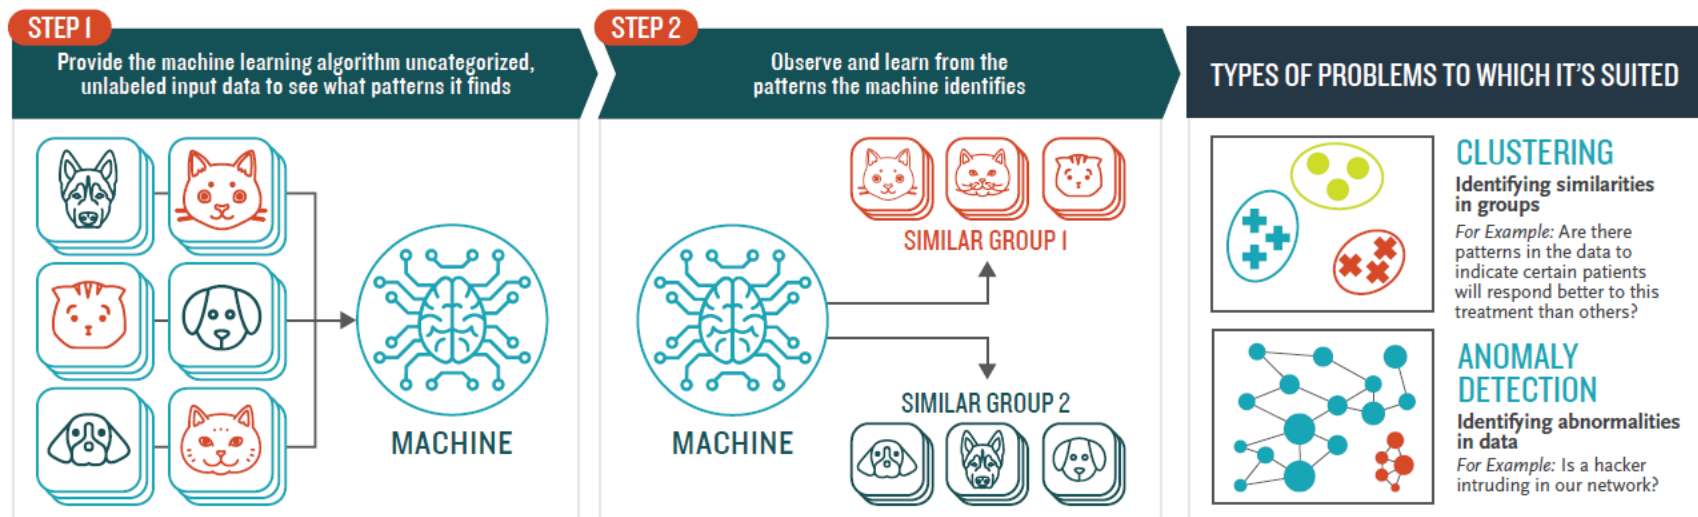 STEP 1
Provide the machine learning algorithm uncategorized,
unlabeled input data to see what patterns it finds
MACHINE
STEP 2
Observe and learn from the
patterns the machine identifies
MACHINE
SIMILAR GROUP 1
SIMILAR GROUP 2
TYPES OF PROBLEMS TO WHICH IT'S SUITED
CLUSTERING
Identifying similarities
in groups
For Example: Are there
patterns in the data to
indicate certain patients
will respond better to this
treatment than others?
ANOMALY
DETECTION
Identifying abnormalities
in data
For Example: Is a hacker
intruding in our network?